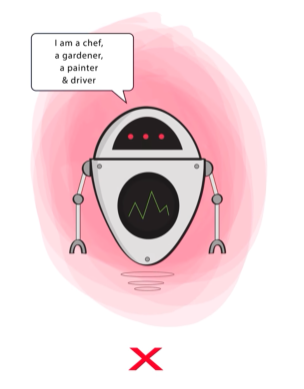 I am a chef,
a gardener,
a painter
& driver